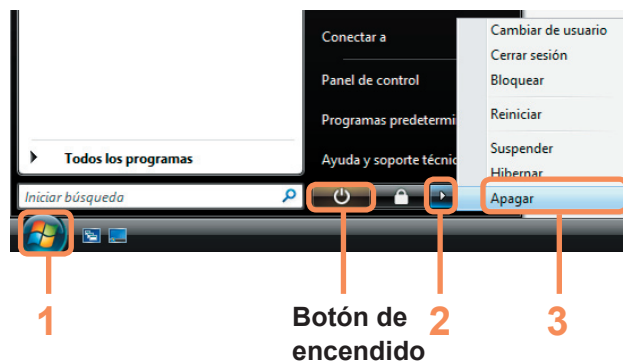 Conectar a
Panel de control
Programas predetermi
Ayuda y soporte técnic
Todos los programas
Iniciar búsqueda
Cambiar de usuario
Cerrar sesión
Bloquear
Reiniciar
Suspender
Hibernar
Apagar
1
Botón de
encendido
2
3